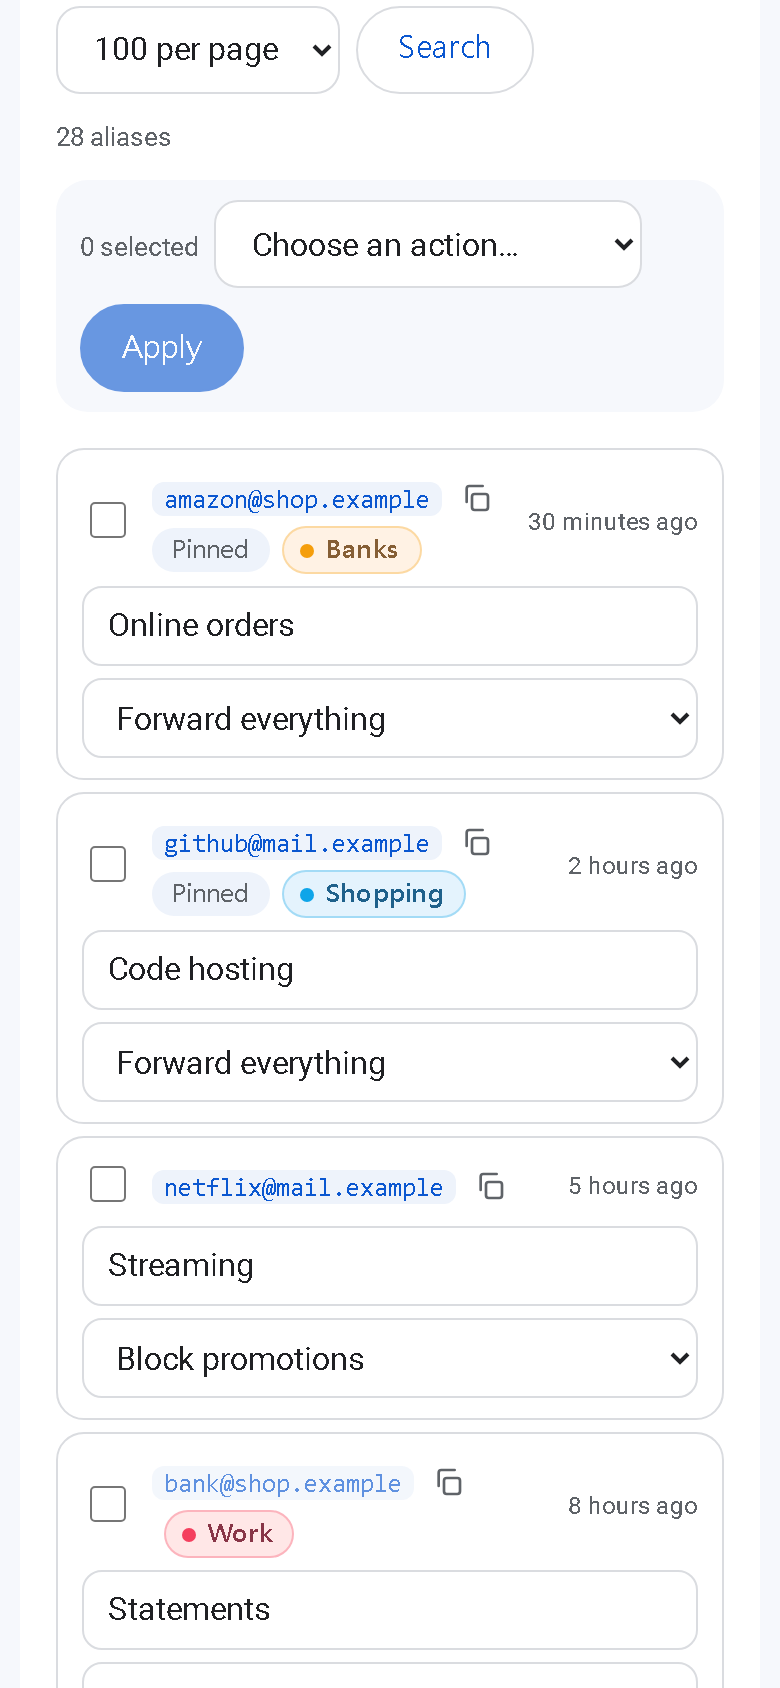 100 per page
Search
28 aliases
0 selected
Choose an action...
Apply
amazon@shop.example
30 minutes ago
Pinned
Banks
Online orders
Forward everything
github@mail.example
2 hours ago
Pinned
Shopping
Code hosting
Forward everything
netflix@mail.example
5 hours ago
Streaming
Block promotions
bank@shop.example
8 hours ago
Work
Statements